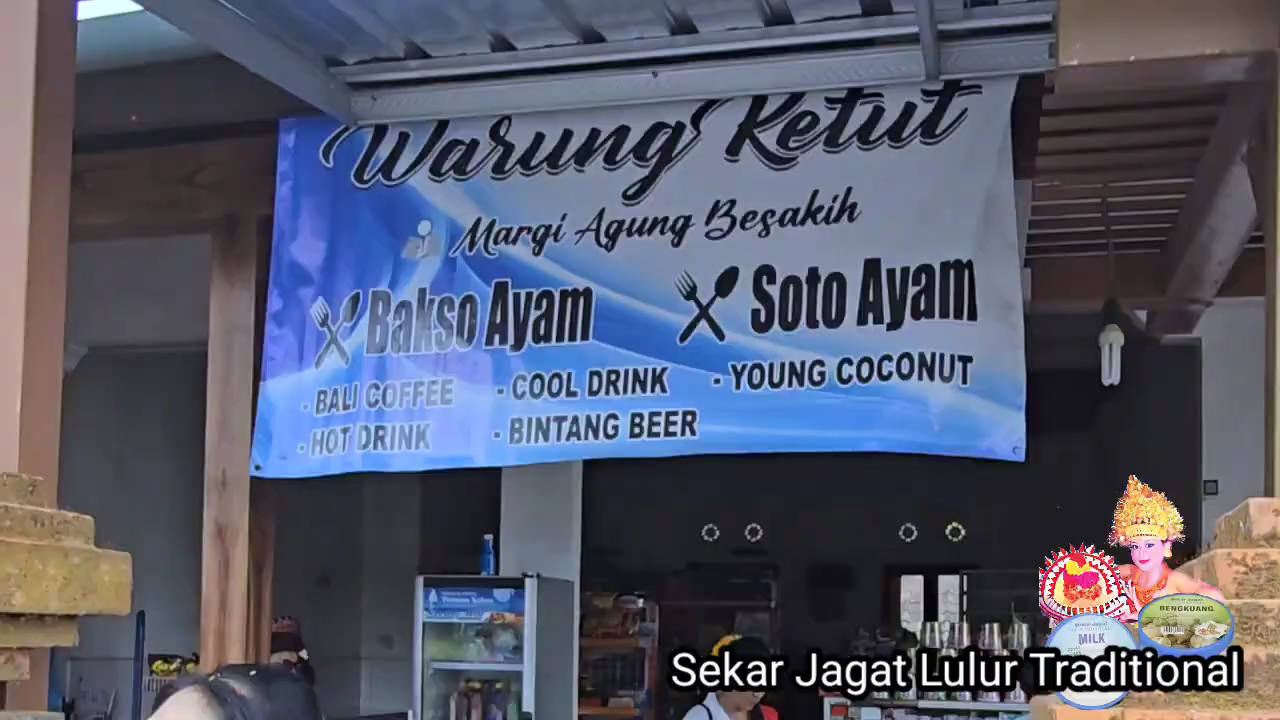 Warung Ketut
Margi Agung Besakih
Bakso Ayam
Soto Ayam
- BALI COFFEE
- COOL DRINK
- YOUNG COCONUT
- HOT DRINK
- BINTANG BEER
BENGKUANG
MILK
Sekar Jagat Lulur Traditional